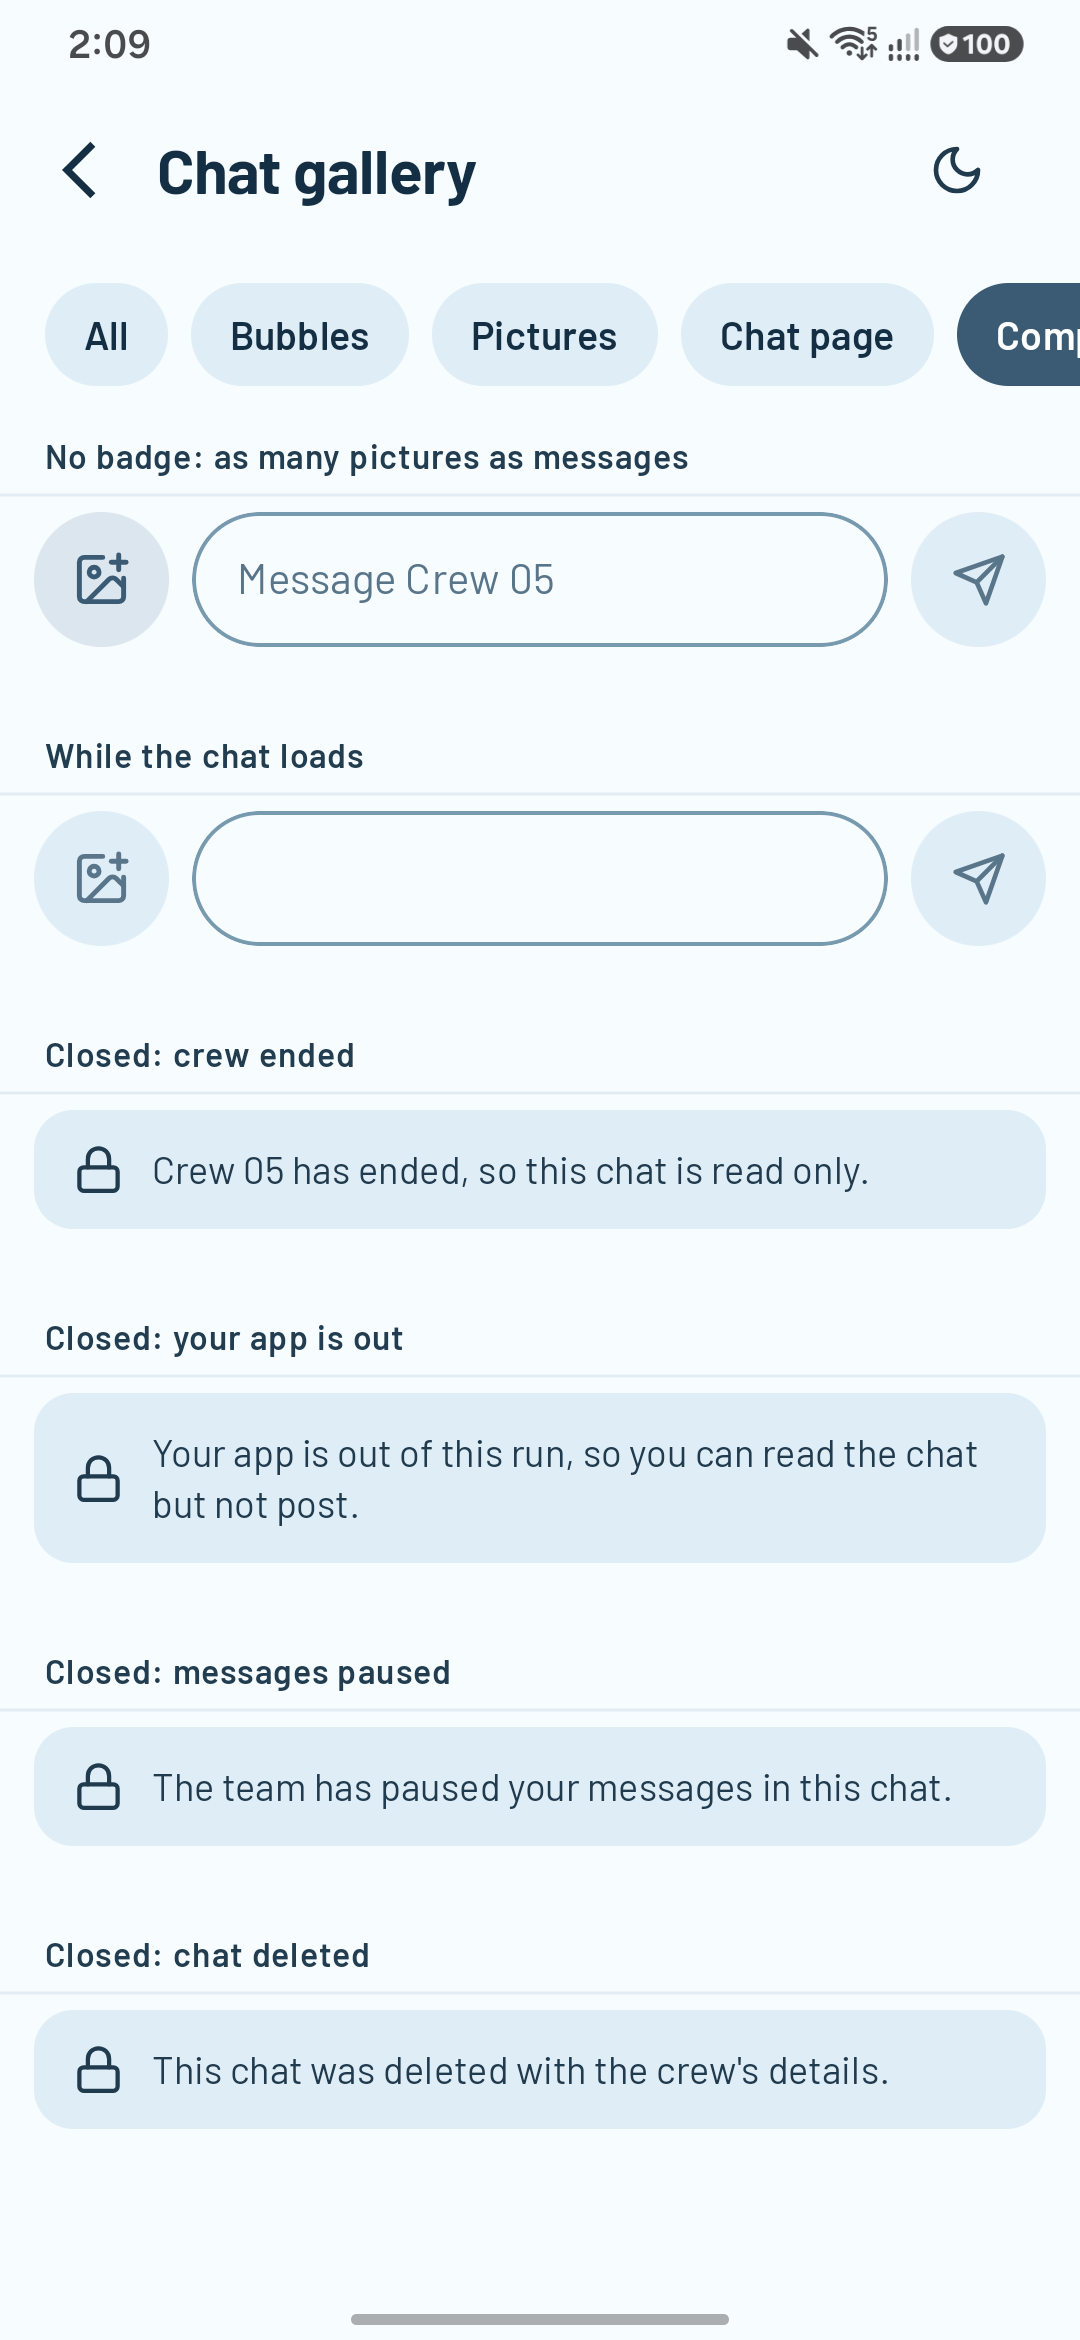 2:09
5
100
Chat gallery
All
Bubbles
Pictures
Chat page
Com
No badge: as many pictures as messages
Message Crew 05
While the chat loads
Closed: crew ended
Crew 05 has ended, so this chat is read only.
Closed: your app is out
Your app is out of this run, so you can read the chat
but not post.
Closed: messages paused
The team has paused your messages in this chat.
Closed: chat deleted
This chat was deleted with the crew's details.